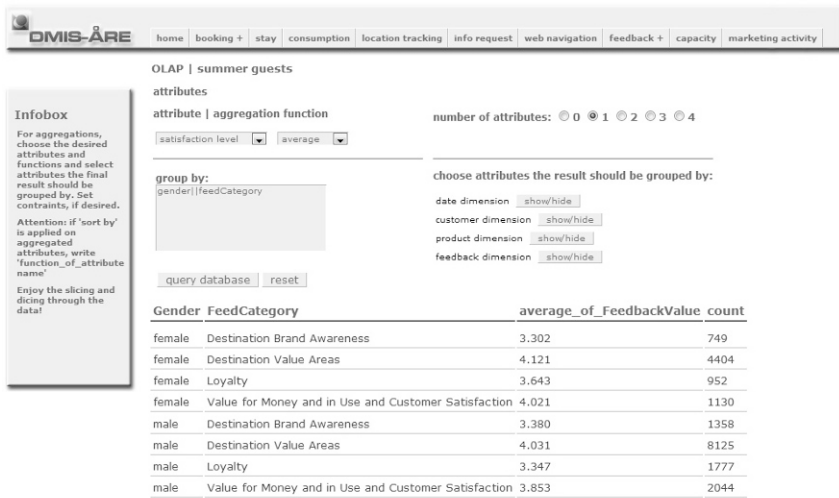 DMIS-ÅRE
home booking + stay consumption location tracking info request web navigation feedback + capacity marketing activity
OLAP | summer guests
Infobox
For aggregations,
choose the desired
attributes and
functions and select
attributes the final
result should be
grouped by. Set
contraints, if desired.
Attention: if 'sort by'
is applied on
aggregated
attributes, write
'function_of_attribute
name'
Enjoy the slicing and
dicing through the
data!
attributes
attribute | aggregation function
satisfaction level average
number of attributes: 0 1 2 3 4
group by:
gender||feedCategory
choose attributes the result should be grouped by:
date dimension show/hide
customer dimension show/hide
product dimension show/hide
feedback dimension show/hide
query database reset
Gender FeedCategory average_of_FeedbackValue count
female Destination Brand Awareness 3.302 749
female Destination Value Areas 4.121 4404
female Loyalty 3.643 952
female Value for Money and in Use and Customer Satisfaction 4.021 1130
male Destination Brand Awareness 3.380 1358
male Destination Value Areas 4.031 8125
male Loyalty 3.347 1777
male Value for Money and in Use and Customer Satisfaction 3.853 2044